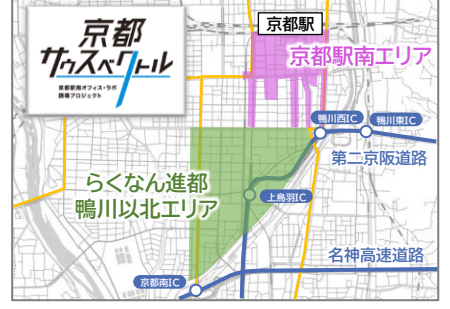 京都
サウスベクトル
京都駅南オフィス・ラボ
誘導プロジェクト
京都駅
京都駅南エリア
鴨川西IC
鴨川東IC
第二京阪道路
らくなん進都
鴨川以北エリア
上鳥羽IC
名神高速道路
京都南IC